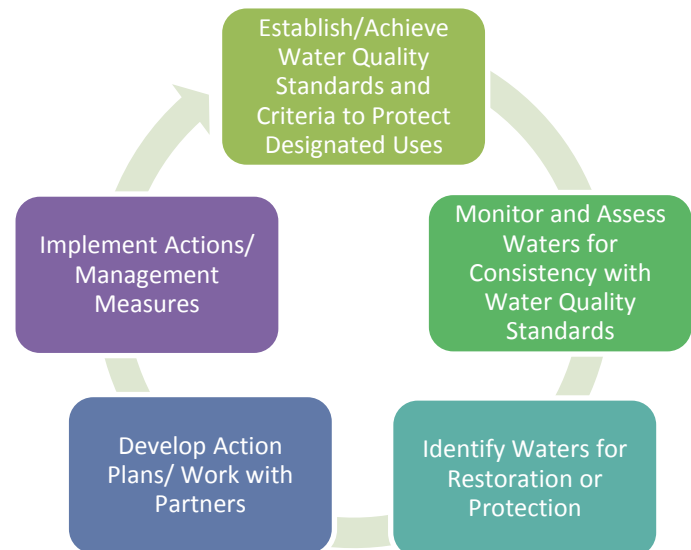 Establish/Achieve
Water Quality
Standards and
Criteria to Protect
Designated Uses
Monitor and Assess
Waters for
Consistency with
Water Quality
Standards
Identify Waters for
Restoration or
Protection
Develop Action
Plans/ Work with
Partners
Implement Actions/
Management
Measures